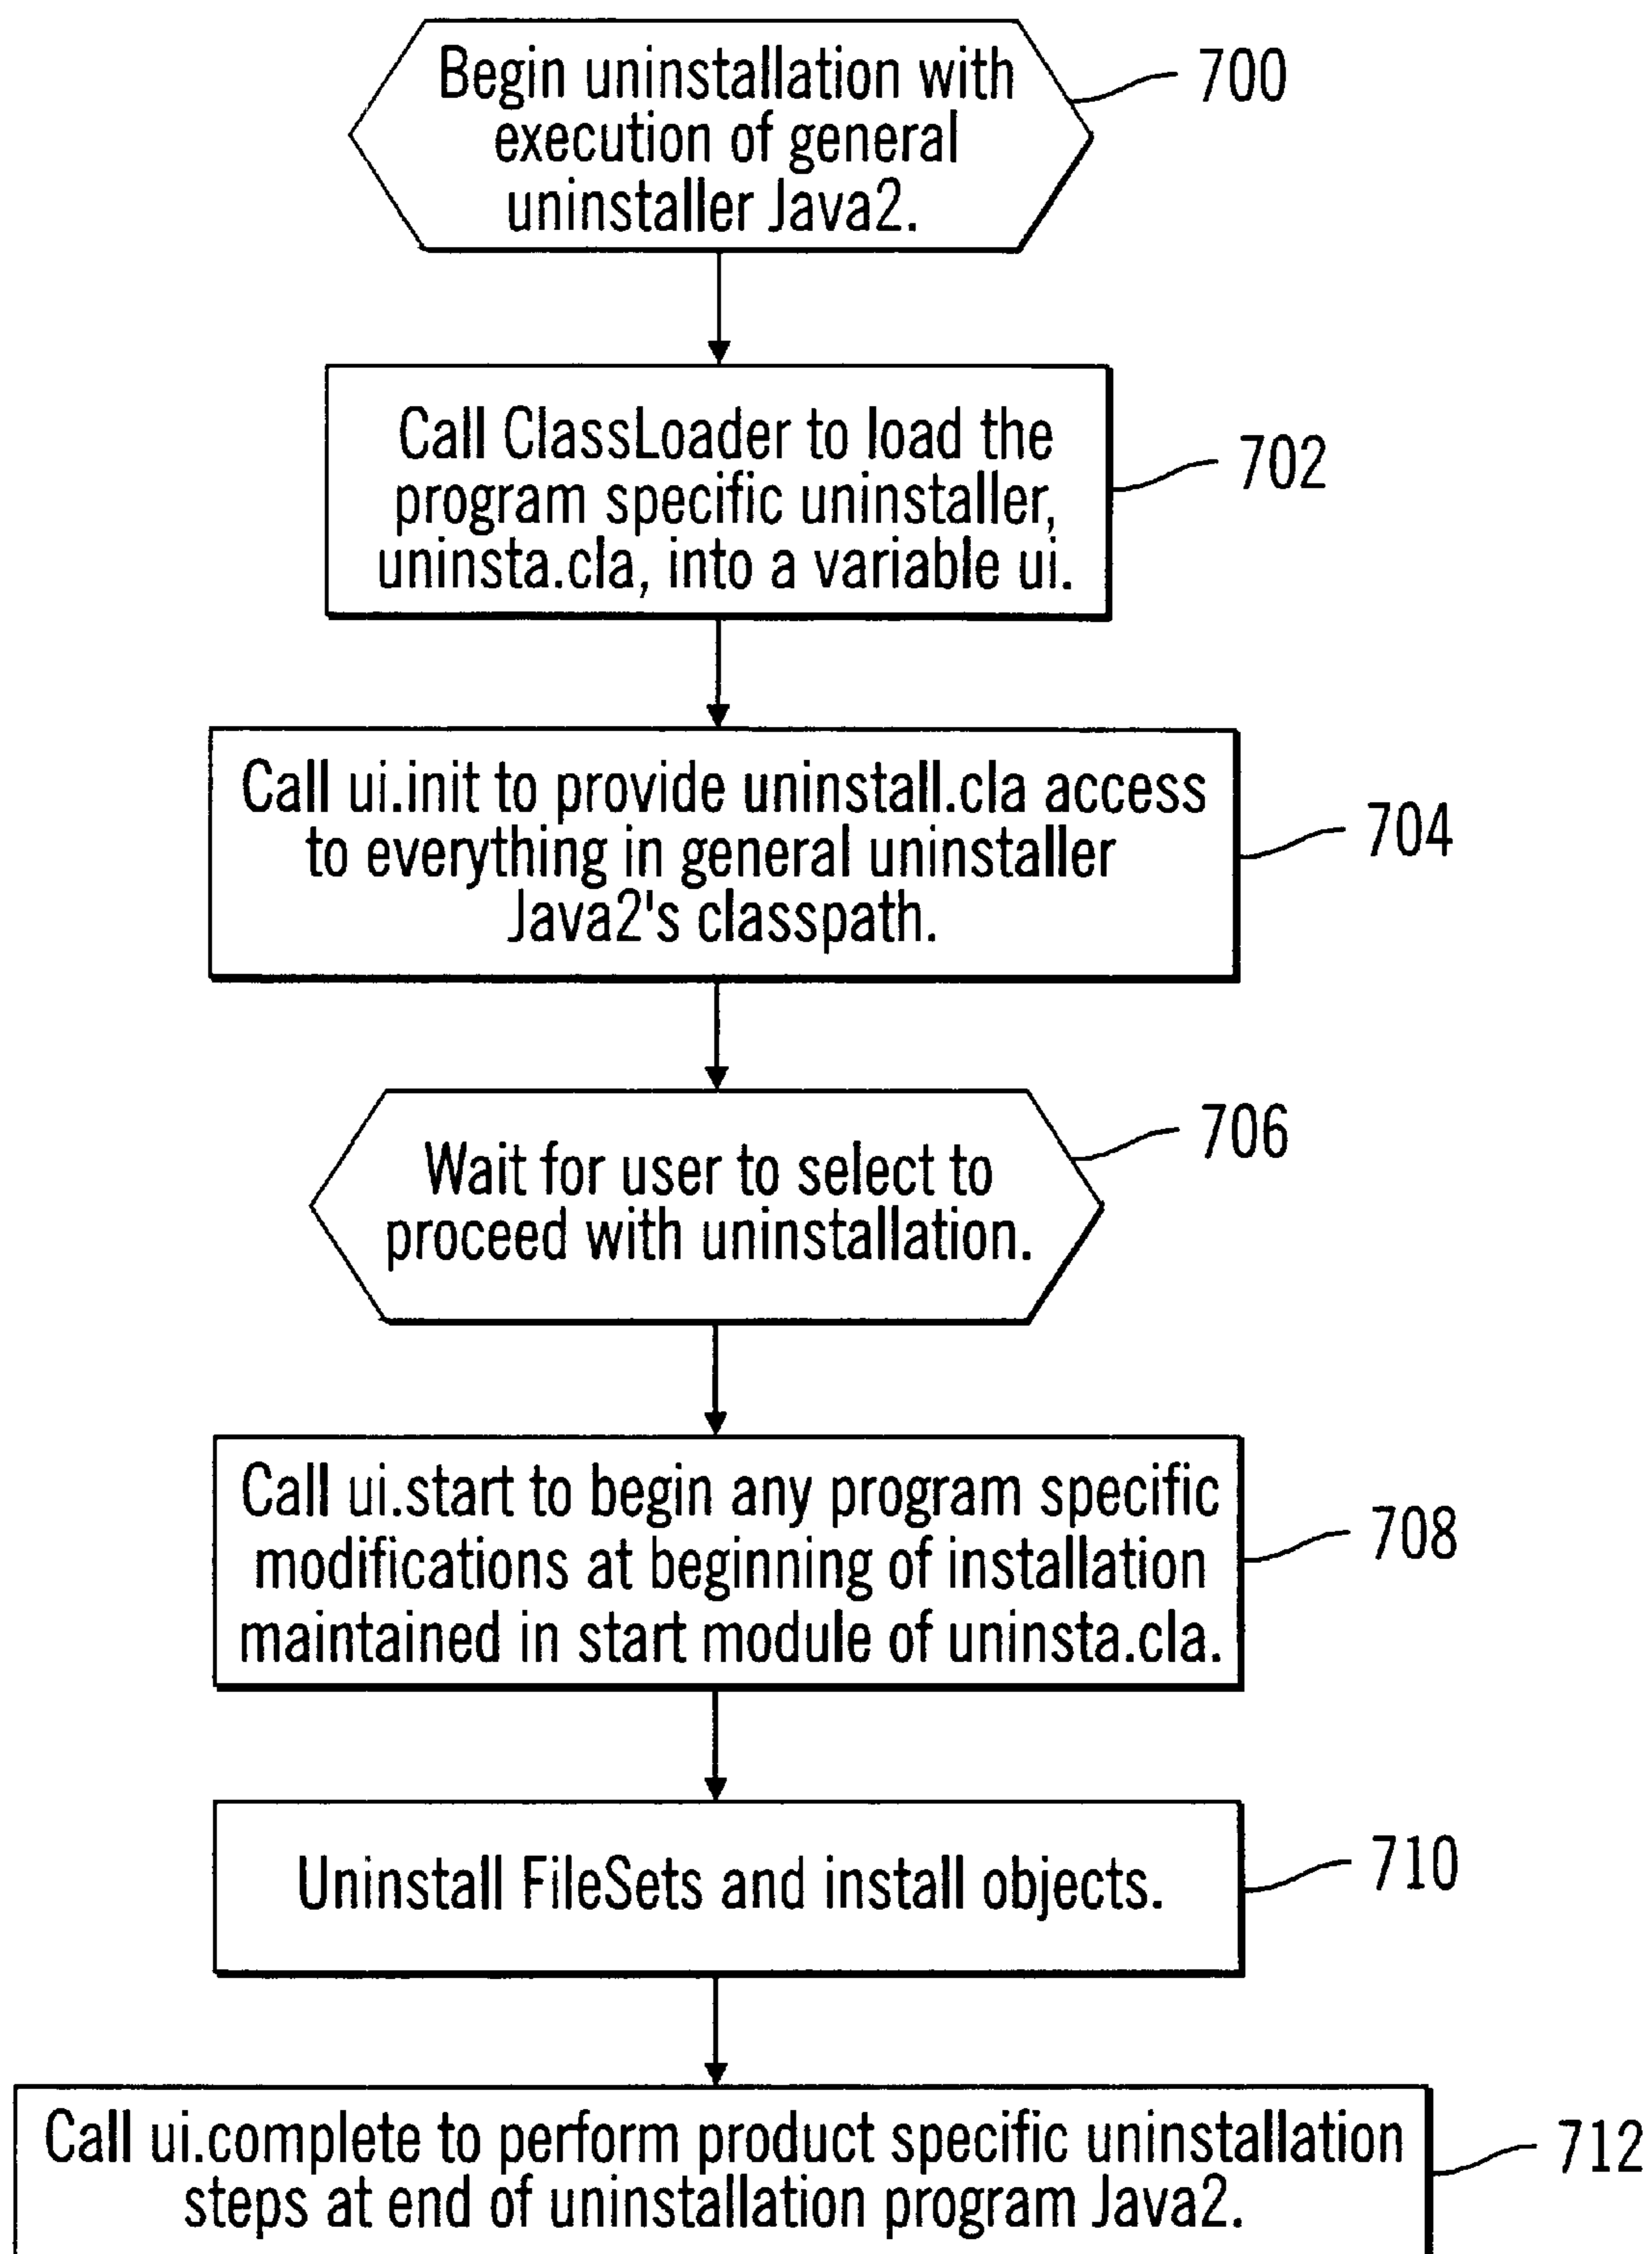 Begin uninstallation with
execution of general
uninstaller Java2.
700
Call ClassLoader to load the
program specific uninstaller,
uninsta.cla, into a variable ui.
702
Call ui.init to provide uninstall.cla access
to everything in general uninstaller
Java2's classpath.
704
Wait for user to select to
proceed with uninstallation.
706
Call ui.start to begin any program specific
modifications at beginning of installation
maintained in start module of uninsta.cla.
708
Uninstall FileSets and install objects.
710
Call ui.complete to perform product specific uninstallation
steps at end of uninstallation program Java2.
712